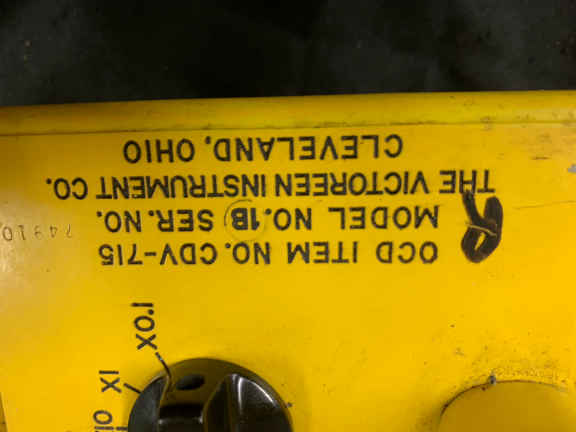 OCD ITEM NO. CDV-715
MODEL NO. 1B SER. NO. 74910
THE VICTOREEN INSTRUMENT CO.
CLEVELAND, OHIO
X0.1
X1